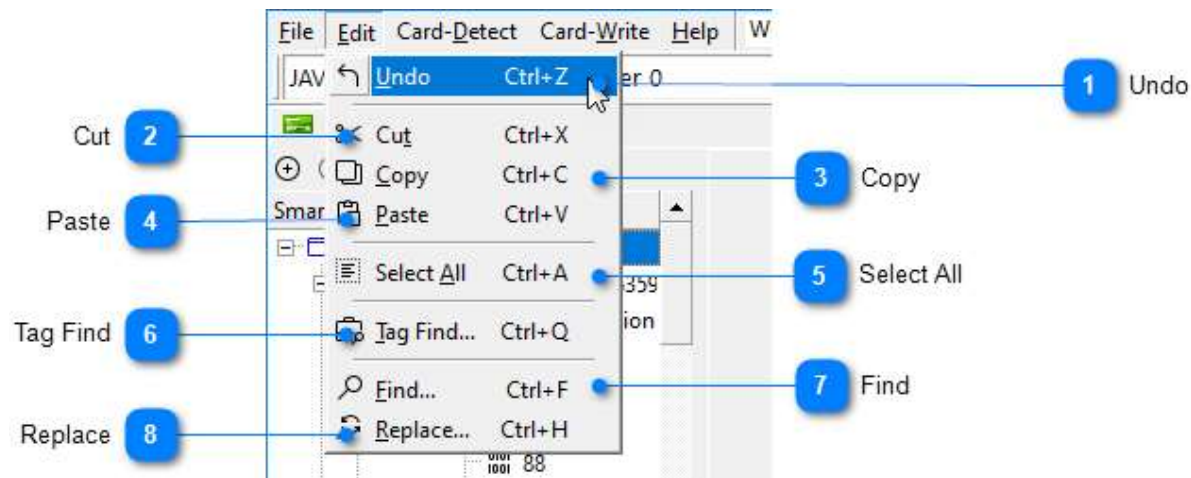 File Edit Card-Detect Card-Write Help W
JAV Undo Ctrl+Z er 0 1 Undo
Cut 2 Cut Ctrl+X
Copy Ctrl+C 3 Copy
Paste 4 Smar Paste Ctrl+V
Select All Ctrl+A 359 5 Select All
Tag Find 6 Tag Find... Ctrl+Q ion
Find... Ctrl+F 7 Find
Replace 8 Replace... Ctrl+H
88